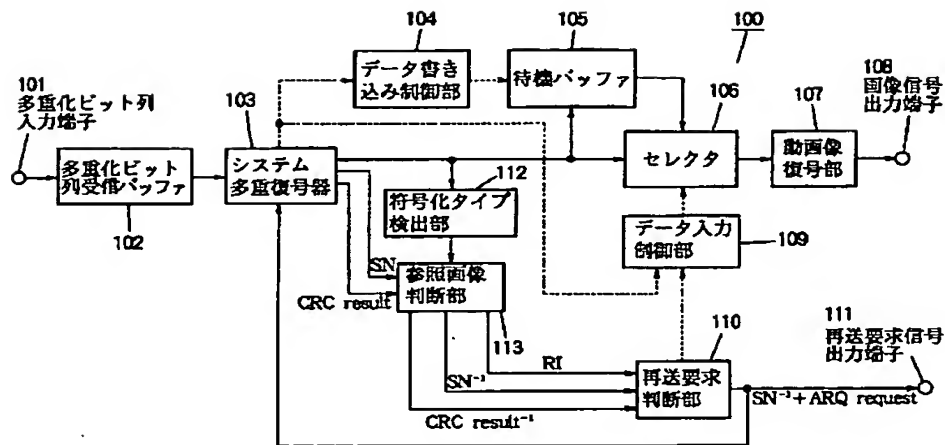 100
104
データ書き
込み制御部
105
待機バッファ
101
多重化ビット列
入力端子
103
システム
多重復号器
多重化ビット
列受信バッファ
102
106
セレクタ
107
動画像
復号部
108
画像信号
出力端子
112
符号化タイプ
検出部
データ入力
制御部
109
SN
CRC result
参照画像
判断部
113
RI
SN⁻¹
CRC result⁻¹
110
再送要求
判断部
111
再送要求信号
出力端子
SN⁻¹+ARQ request